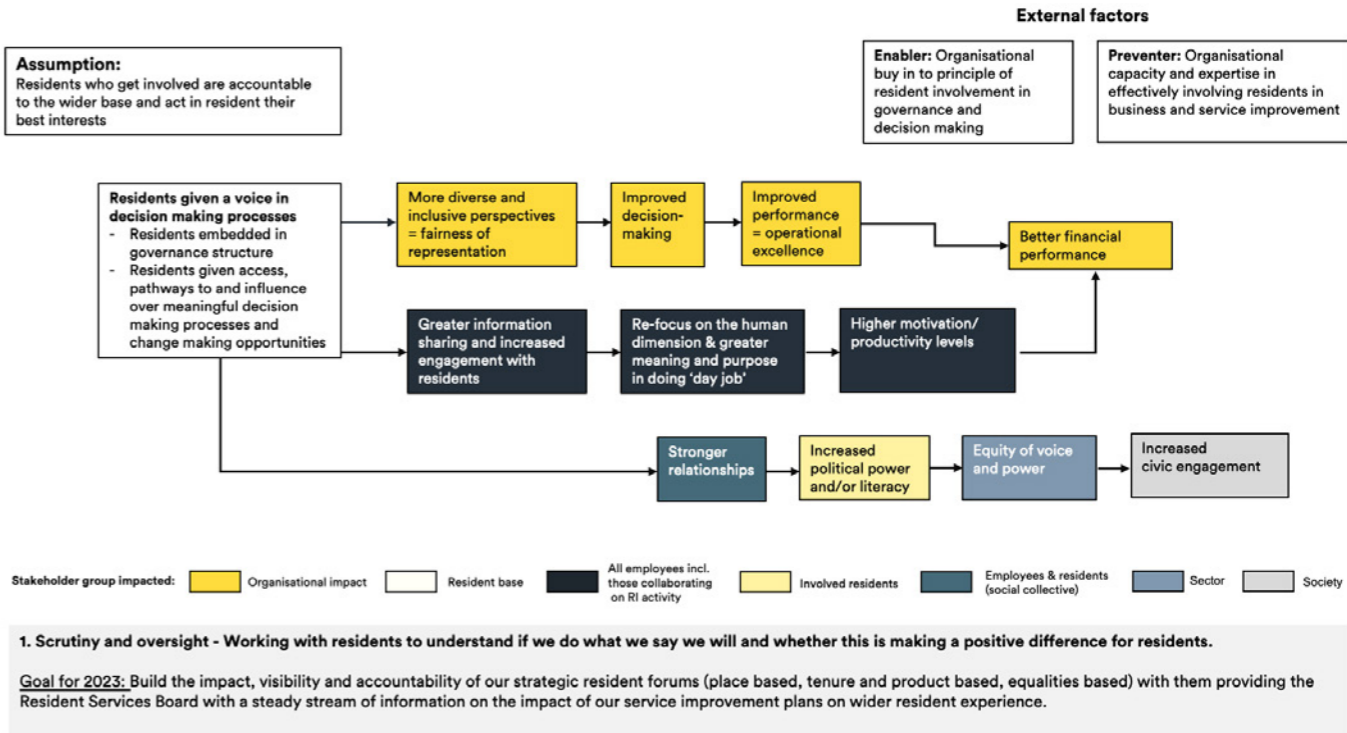 External factors
Assumption:
Residents who get involved are accountable
to the wider base and act in resident their
best interests
Enabler: Organisational
buy in to principle of
resident involvement in
governance and
decision making
Preventer: Organisational
capacity and expertise in
effectively involving residents in
business and service improvement
Residents given a voice in
decision making processes
- Residents embedded in
governance structure
- Residents given access,
pathways to and influence
over meaningful decision
making processes and
change making opportunities
More diverse and
inclusive perspectives
= fairness of
representation
Improved
decision-
making
Improved
performance
= operational
excellence
Better financial
performance
Greater information
sharing and increased
engagement with
residents
Re-focus on the human
dimension & greater
meaning and purpose
in doing ‘day job’
Higher motivation/
productivity levels
Stronger
relationships
Increased
political power
and/or literacy
Equity of voice
and power
Increased
civic engagement
Stakeholder group impacted:
Organisational impact
Resident base
All employees incl.
those collaborating
on RI activity
Involved residents
Employees & residents
(social collective)
Sector
Society
1. Scrutiny and oversight - Working with residents to understand if we do what we say we will and whether this is making a positive difference for residents.
Goal for 2023: Build the impact, visibility and accountability of our strategic resident forums (place based, tenure and product based, equalities based) with them providing the
Resident Services Board with a steady stream of information on the impact of our service improvement plans on wider resident experience.